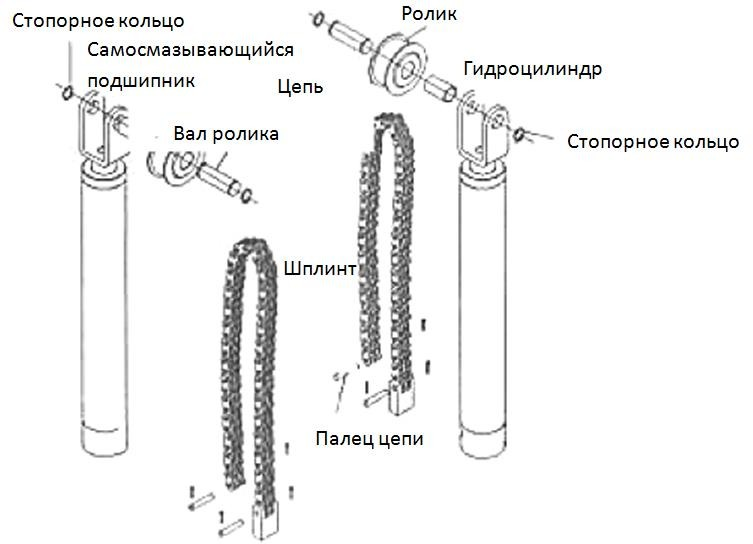 Стопорное кольцо
Ролик
Самосмазывающийся
подшипник
Цепь
Гидроцилиндр
Вал ролика
Стопорное кольцо
Шплинт
Палец цепи